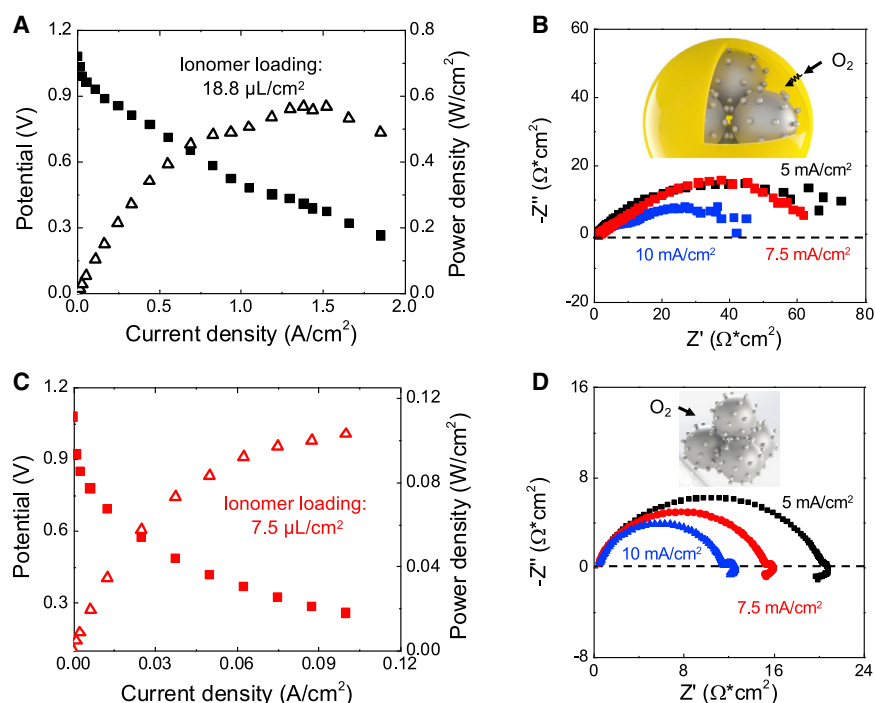 A
1.2
0.9
0.6
0.3
0.8
0.6
0.4
0.2
0.0
0.0 0.5 1.0 1.5 2.0
Potential (V)
Power density (W/cm²)
Current density (A/cm²)
Ionomer loading:
18.8 µL/cm²
B
60
40
20
0
-20
0 20 40 60 80
-Z" (Ω*cm²)
Z' (Ω*cm²)
O₂
5 mA/cm²
10 mA/cm²
7.5 mA/cm²
C
1.2
0.9
0.6
0.3
0.12
0.08
0.04
0.00
0.00 0.03 0.06 0.09 0.12
Potential (V)
Power density (W/cm²)
Current density (A/cm²)
Ionomer loading:
7.5 µL/cm²
D
16
8
0
-8
0 8 16 24
-Z" (Ω*cm²)
Z' (Ω*cm²)
O₂
5 mA/cm²
10 mA/cm²
7.5 mA/cm²